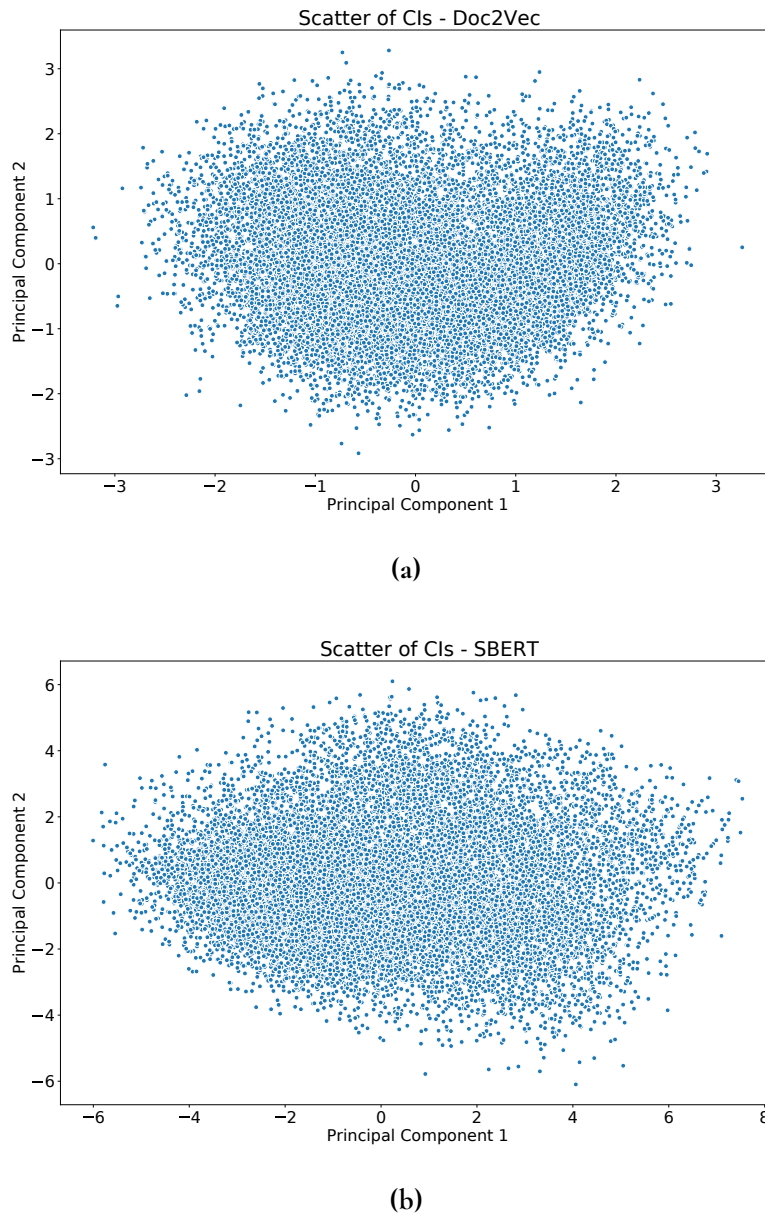 Scatter of CIs - Doc2Vec
3
2
1
0
−1
−2
−3
Principal Component 2
−3 −2 −1 0 1 2 3
Principal Component 1
(a)
Scatter of CIs - SBERT
6
4
2
0
−2
−4
−6
Principal Component 2
−6 −4 −2 0 2 4 6 8
Principal Component 1
(b)